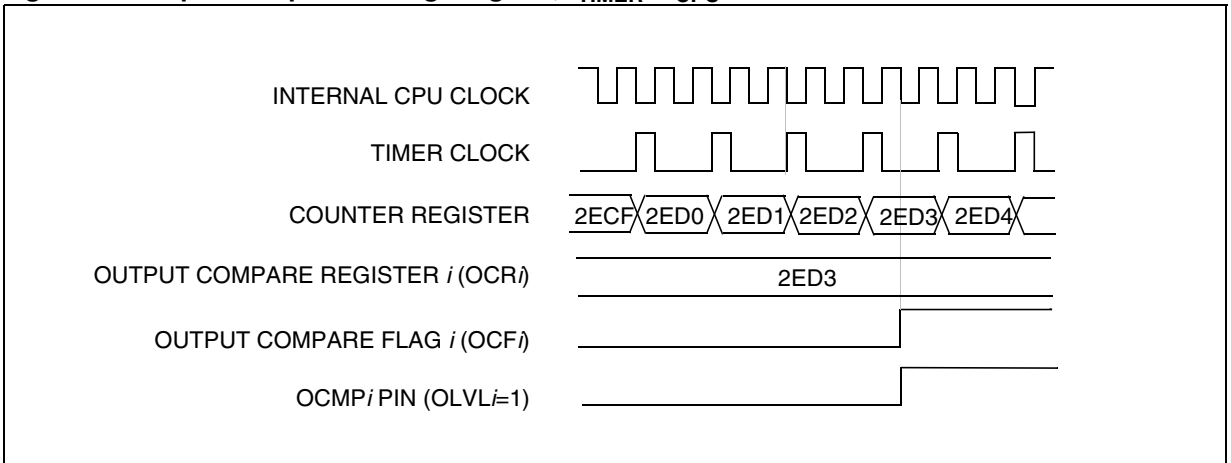 INTERNAL CPU CLOCK
TIMER CLOCK
COUNTER REGISTER 2ECF 2ED0 2ED1 2ED2 2ED3 2ED4
OUTPUT COMPARE REGISTER i (OCRi) 2ED3
OUTPUT COMPARE FLAG i (OCFi)
OCMPi PIN (OLVLi=1)